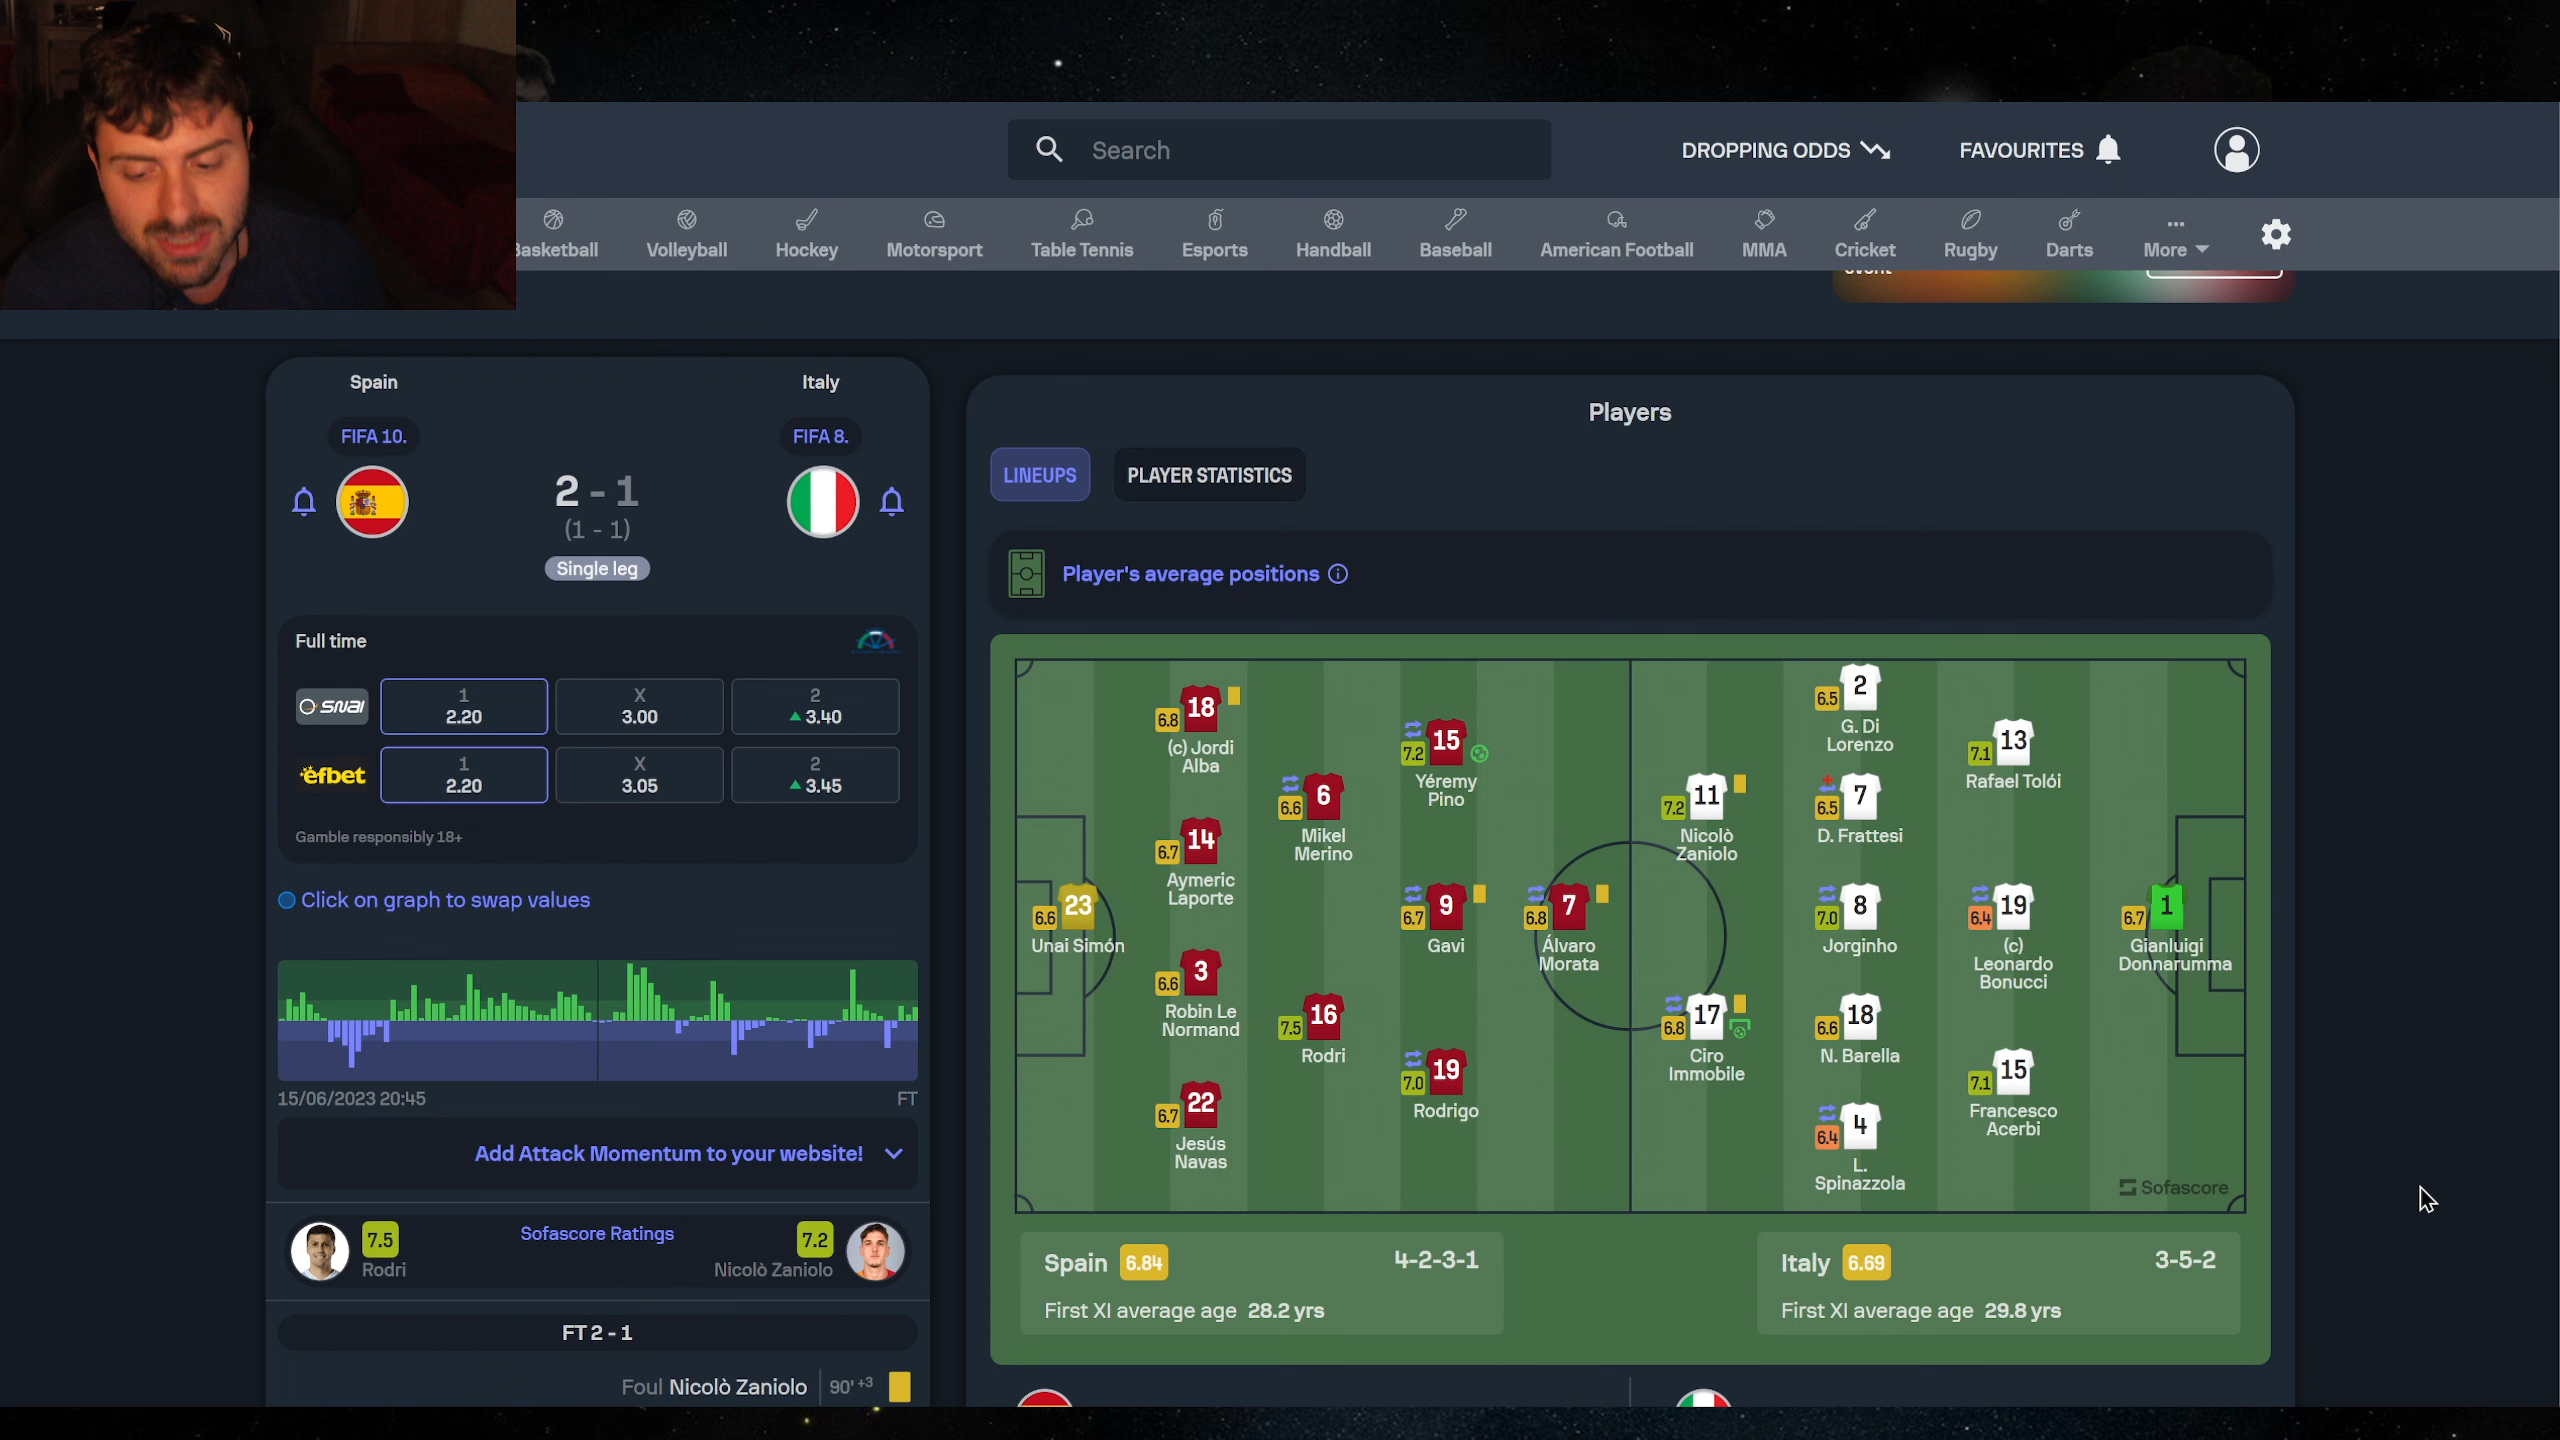 Search
DROPPING ODDS
FAVOURITES
Basketball
Volleyball
Hockey
Motorsport
Table Tennis
Esports
Handball
Baseball
American Football
MMA
Cricket
Rugby
Darts
More
Spain
Italy
FIFA 10.
FIFA 8.
2 - 1
(1 - 1)
Single leg
Full time
SNAI
1
2.20
X
3.00
2
3.40
efbet
1
2.20
X
3.05
2
3.45
Gamble responsibly 18+
Click on graph to swap values
15/06/2023 20:45
FT
Add Attack Momentum to your website!
7.5
Rodri
Sofascore Ratings
7.2
Nicolò Zaniolo
FT 2 - 1
Foul Nicolò Zaniolo
90' +3
Players
LINEUPS
PLAYER STATISTICS
Player's average positions
23
6.6
Unai Simón
18
6.8
(c) Jordi
Alba
14
6.7
Aymeric
Laporte
3
6.6
Robin Le
Normand
22
6.7
Jesús
Navas
6
6.6
Mikel
Merino
16
7.5
Rodri
15
7.2
Yéremy
Pino
9
6.7
Gavi
19
7.0
Rodrigo
7
6.8
Álvaro
Morata
11
7.2
Nicolò
Zaniolo
17
6.8
Ciro
Immobile
2
6.5
G. Di
Lorenzo
7
6.5
D. Frattesi
8
7.0
Jorginho
18
6.6
N. Barella
4
6.4
L.
Spinazzola
13
7.1
Rafael Tolói
19
6.4
(c)
Leonardo
Bonucci
15
7.1
Francesco
Acerbi
1
6.7
Gianluigi
Donnarumma
Sofascore
Spain 6.84
4-2-3-1
First XI average age 28.2 yrs
Italy 6.69
3-5-2
First XI average age 29.8 yrs